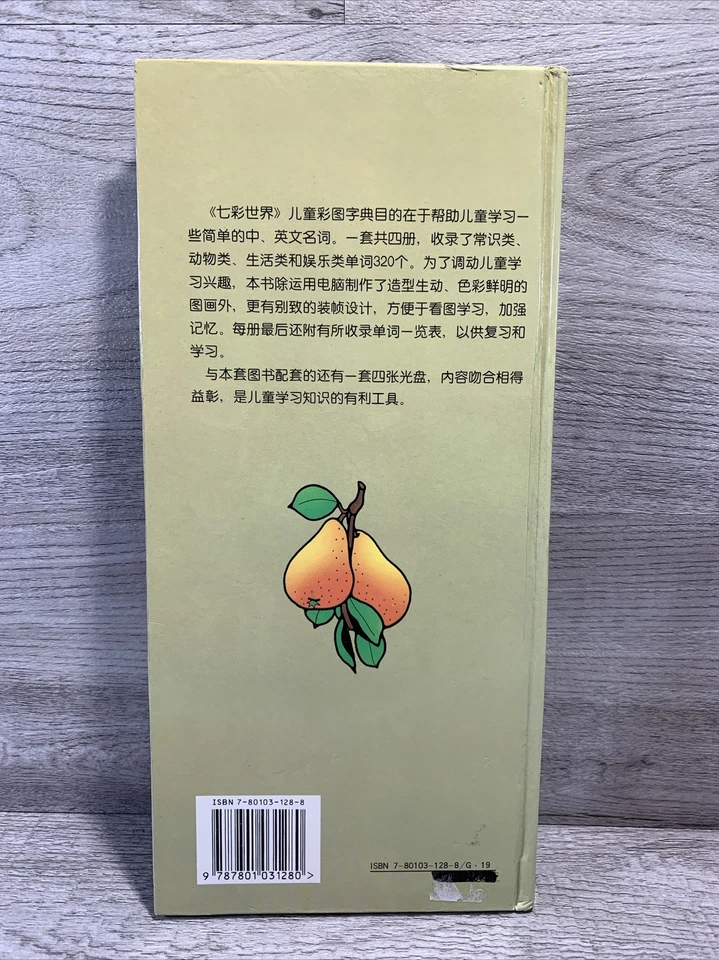 《七彩世界》儿童彩图字典目的在于帮助儿童学习一
些简单的中、英文名词。一套共四册，收录了常识类、
动物类、生活类和娱乐类单词320个。为了调动儿童学
习兴趣，本书除运用电脑制作了造型生动、色彩鲜明的
图画外，更有别致的装帧设计，方便于看图学习，加强
记忆。每册最后还附有所收录单词一览表，以供复习和
学习。
与本套图书配套的还有一套四张光盘，内容吻合相得
益彰，是儿童学习知识的有利工具。
ISBN 7-80103-128-8
9 787801 031280 >
ISBN 7-80103-128-8/G·19